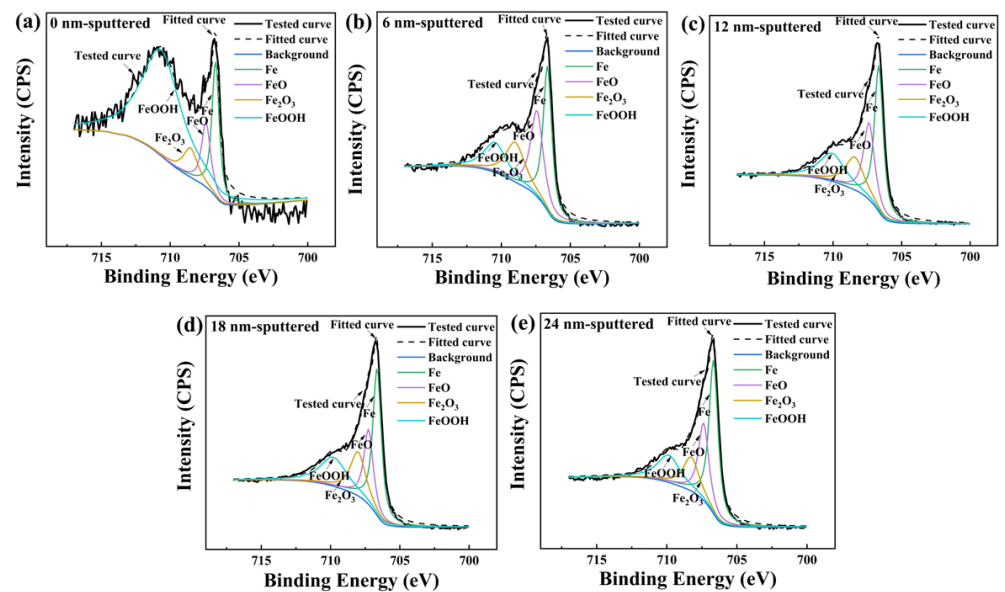 (a) 0 nm-sputtered
Fitted curve
Tested curve
Fitted curve
Background
Fe
FeO
Fe₂O₃
FeOOH
Tested curve
FeOOH
Fe
FeO
Fe₂O₃
Intensity (CPS)
715 710 705 700
Binding Energy (eV)
(b) 6 nm-sputtered
Fitted curve
Tested curve
Fitted curve
Background
Fe
FeO
Fe₂O₃
FeOOH
Tested curve
Fe
FeO
FeOOH
Fe₂O₃
Intensity (CPS)
715 710 705 700
Binding Energy (eV)
(c) 12 nm-sputtered
Fitted curve
Tested curve
Fitted curve
Background
Fe
FeO
Fe₂O₃
FeOOH
Tested curve
Fe
FeO
FeOOH
Fe₂O₃
Intensity (CPS)
715 710 705 700
Binding Energy (eV)
(d) 18 nm-sputtered
Fitted curve
Tested curve
Fitted curve
Background
Fe
FeO
Fe₂O₃
FeOOH
Tested curve
Fe
FeO
FeOOH
Fe₂O₃
Intensity (CPS)
715 710 705 700
Binding Energy (eV)
(e) 24 nm-sputtered
Fitted curve
Tested curve
Fitted curve
Background
Fe
FeO
Fe₂O₃
FeOOH
Tested curve
Fe
FeO
FeOOH
Fe₂O₃
Intensity (CPS)
715 710 705 700
Binding Energy (eV)